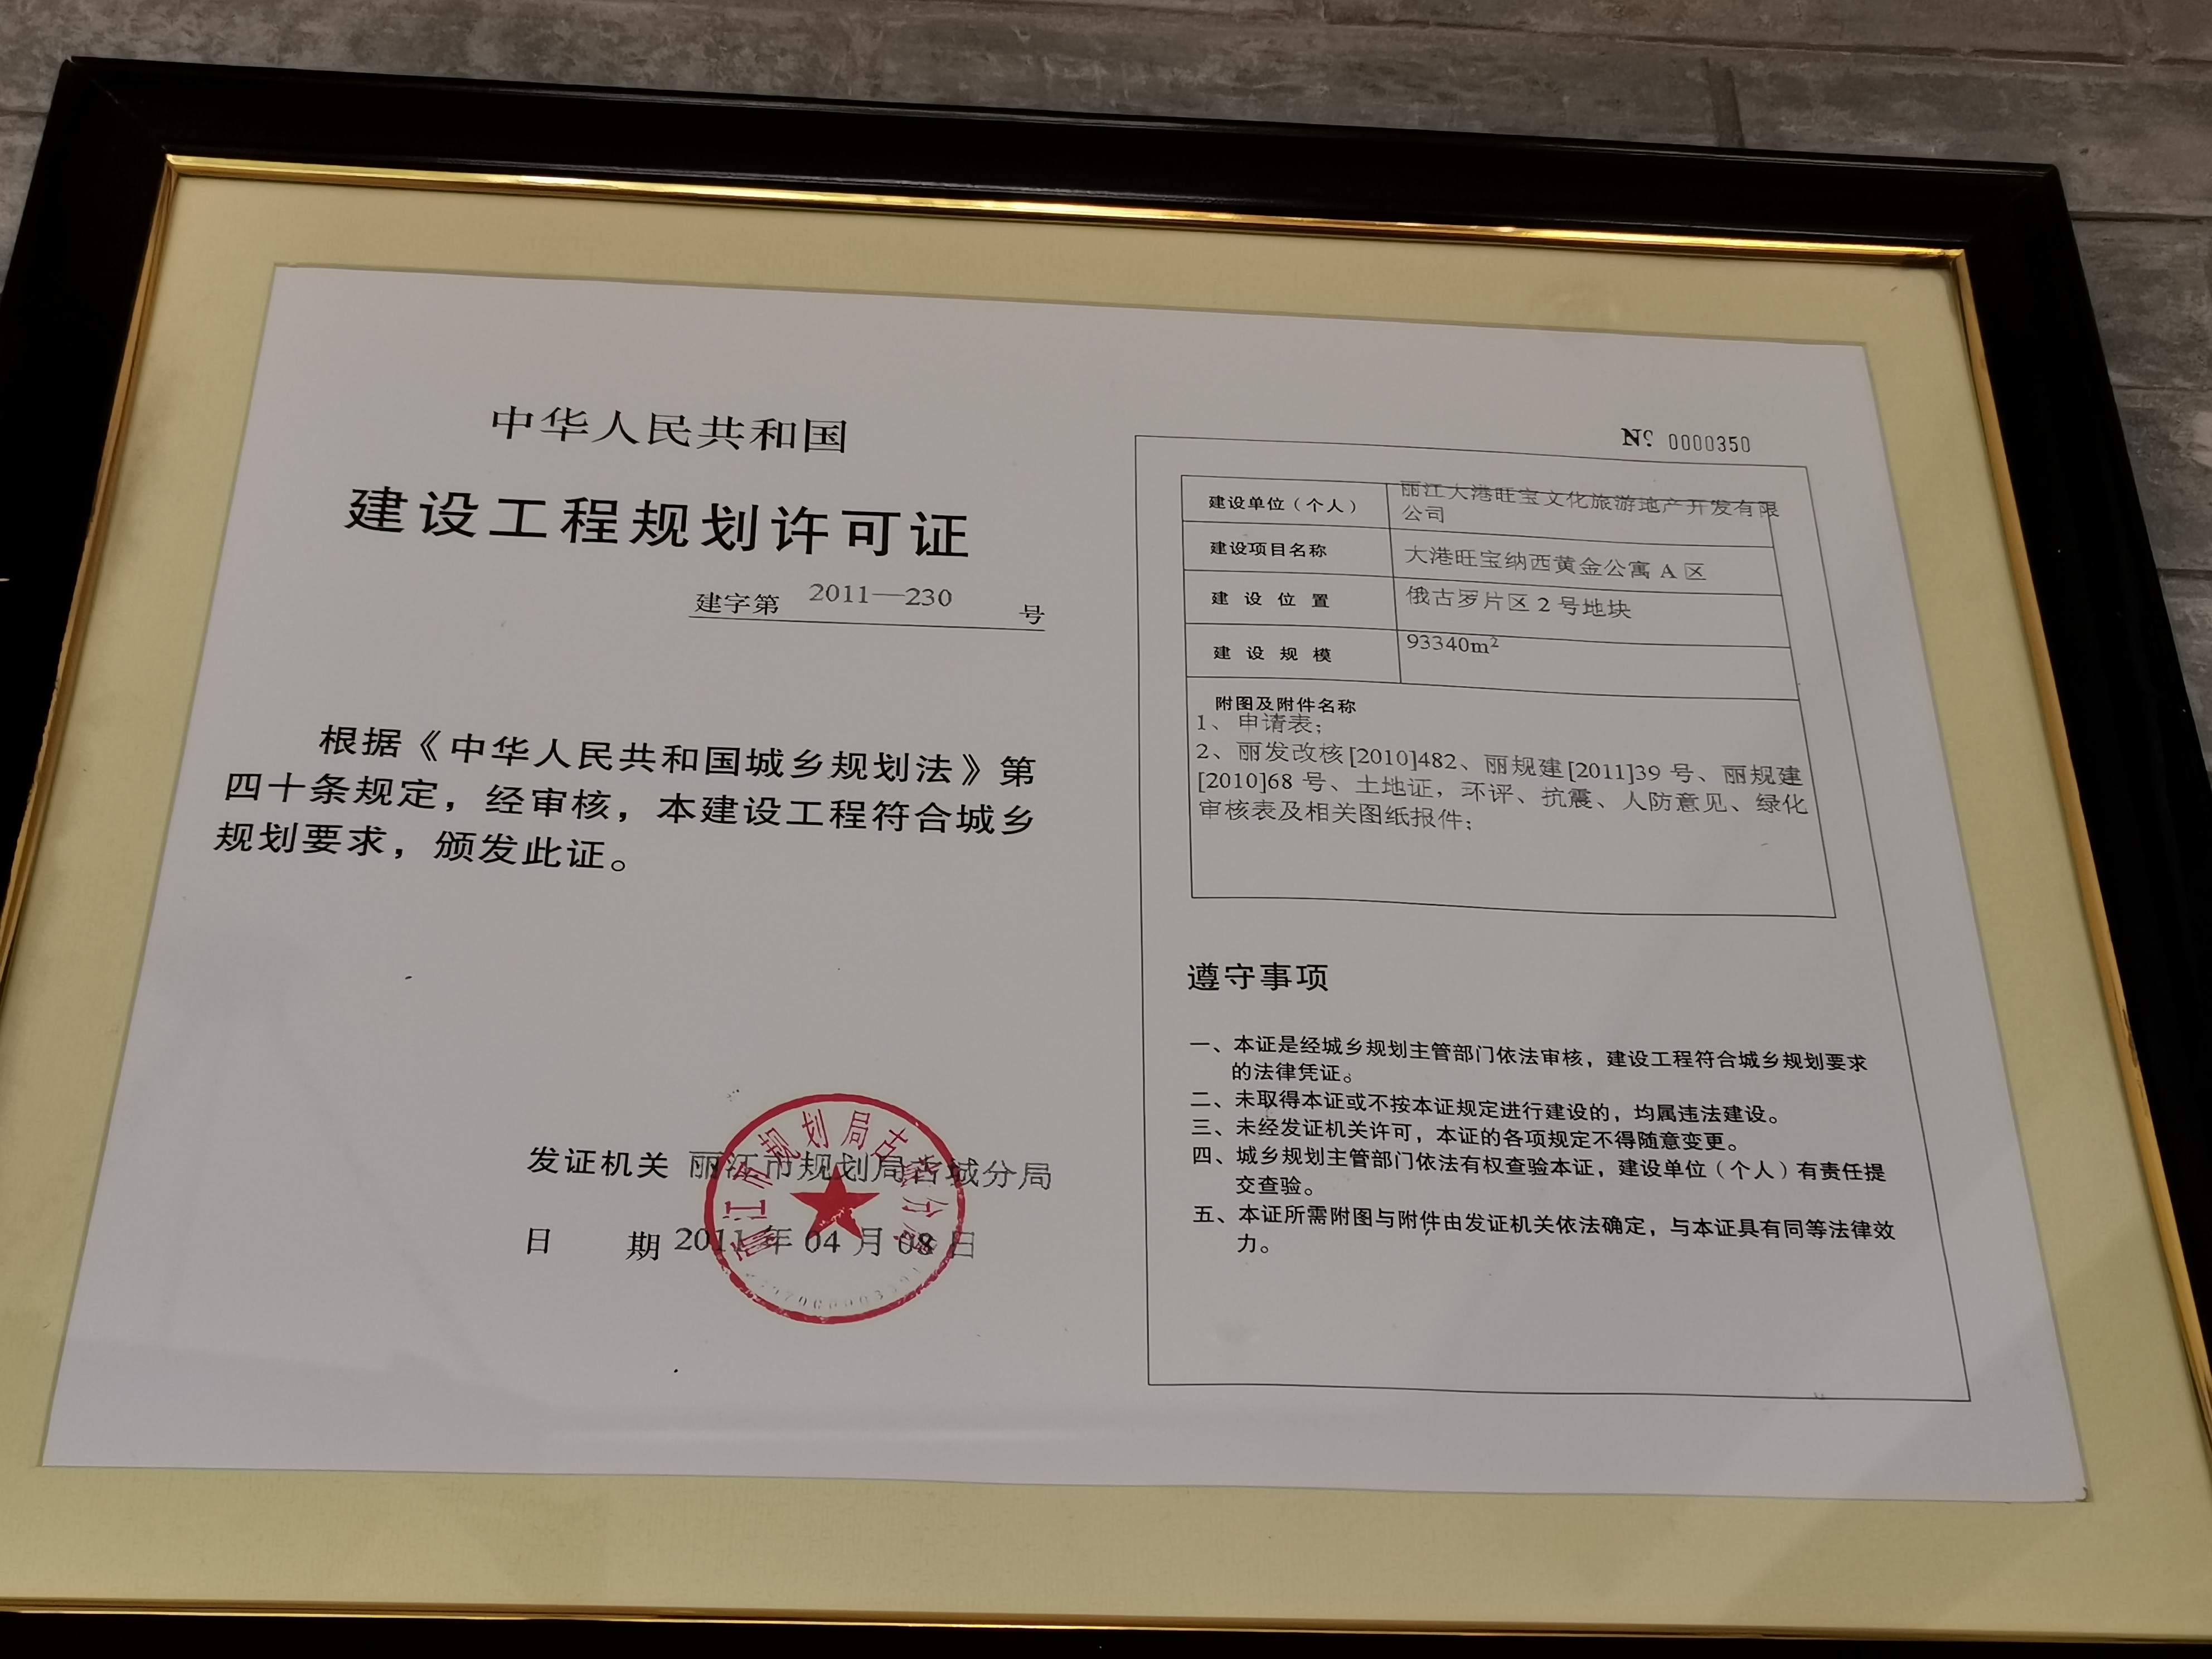 中华人民共和国
建设工程规划许可证
建字第 2011—230 号
根据《中华人民共和国城乡规划法》第
四十条规定，经审核，本建设工程符合城乡
规划要求，颁发此证。
发证机关 丽江市规划局古城分局
日 期 2011 年 04 月 08 日
丽江市规划局古城分局
№ 0000350
建设单位（个人） 丽江大港旺宝文化旅游地产开发有限
公司
建设项目名称 大港旺宝纳西黄金公寓 A 区
建设位置 俄古罗片区 2 号地块
建设规模 93340m²
附图及附件名称
1、申请表；
2、丽发改核[2010]482、丽规建[2011]39 号、丽规建
[2010]68 号、土地证，环评、抗震、人防意见、绿化
审核表及相关图纸报件；
遵守事项
一、本证是经城乡规划主管部门依法审核，建设工程符合城乡规划要求
的法律凭证。
二、未取得本证或不按本证规定进行建设的，均属违法建设。
三、未经发证机关许可，本证的各项规定不得随意变更。
四、城乡规划主管部门依法有权查验本证，建设单位（个人）有责任提
交查验。
五、本证所需附图与附件由发证机关依法确定，与本证具有同等法律效
力。